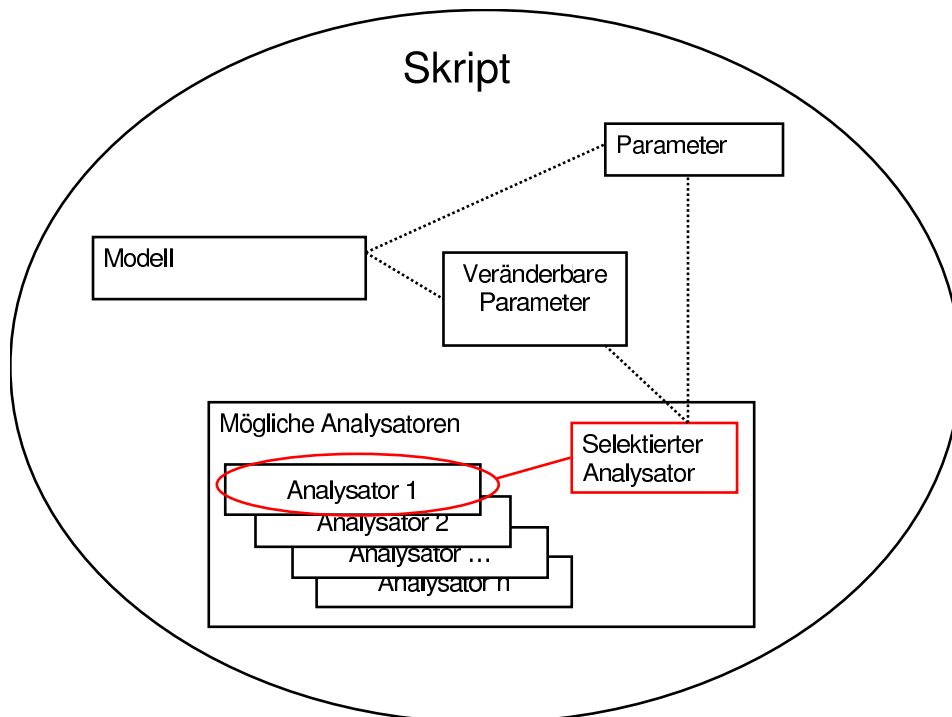 Skript
Parameter
Modell
Veränderbare
Parameter
Mögliche Analysatoren
Selektierter
Analysator
Analysator 1
Analysator 2
Analysator ...
Analysator n